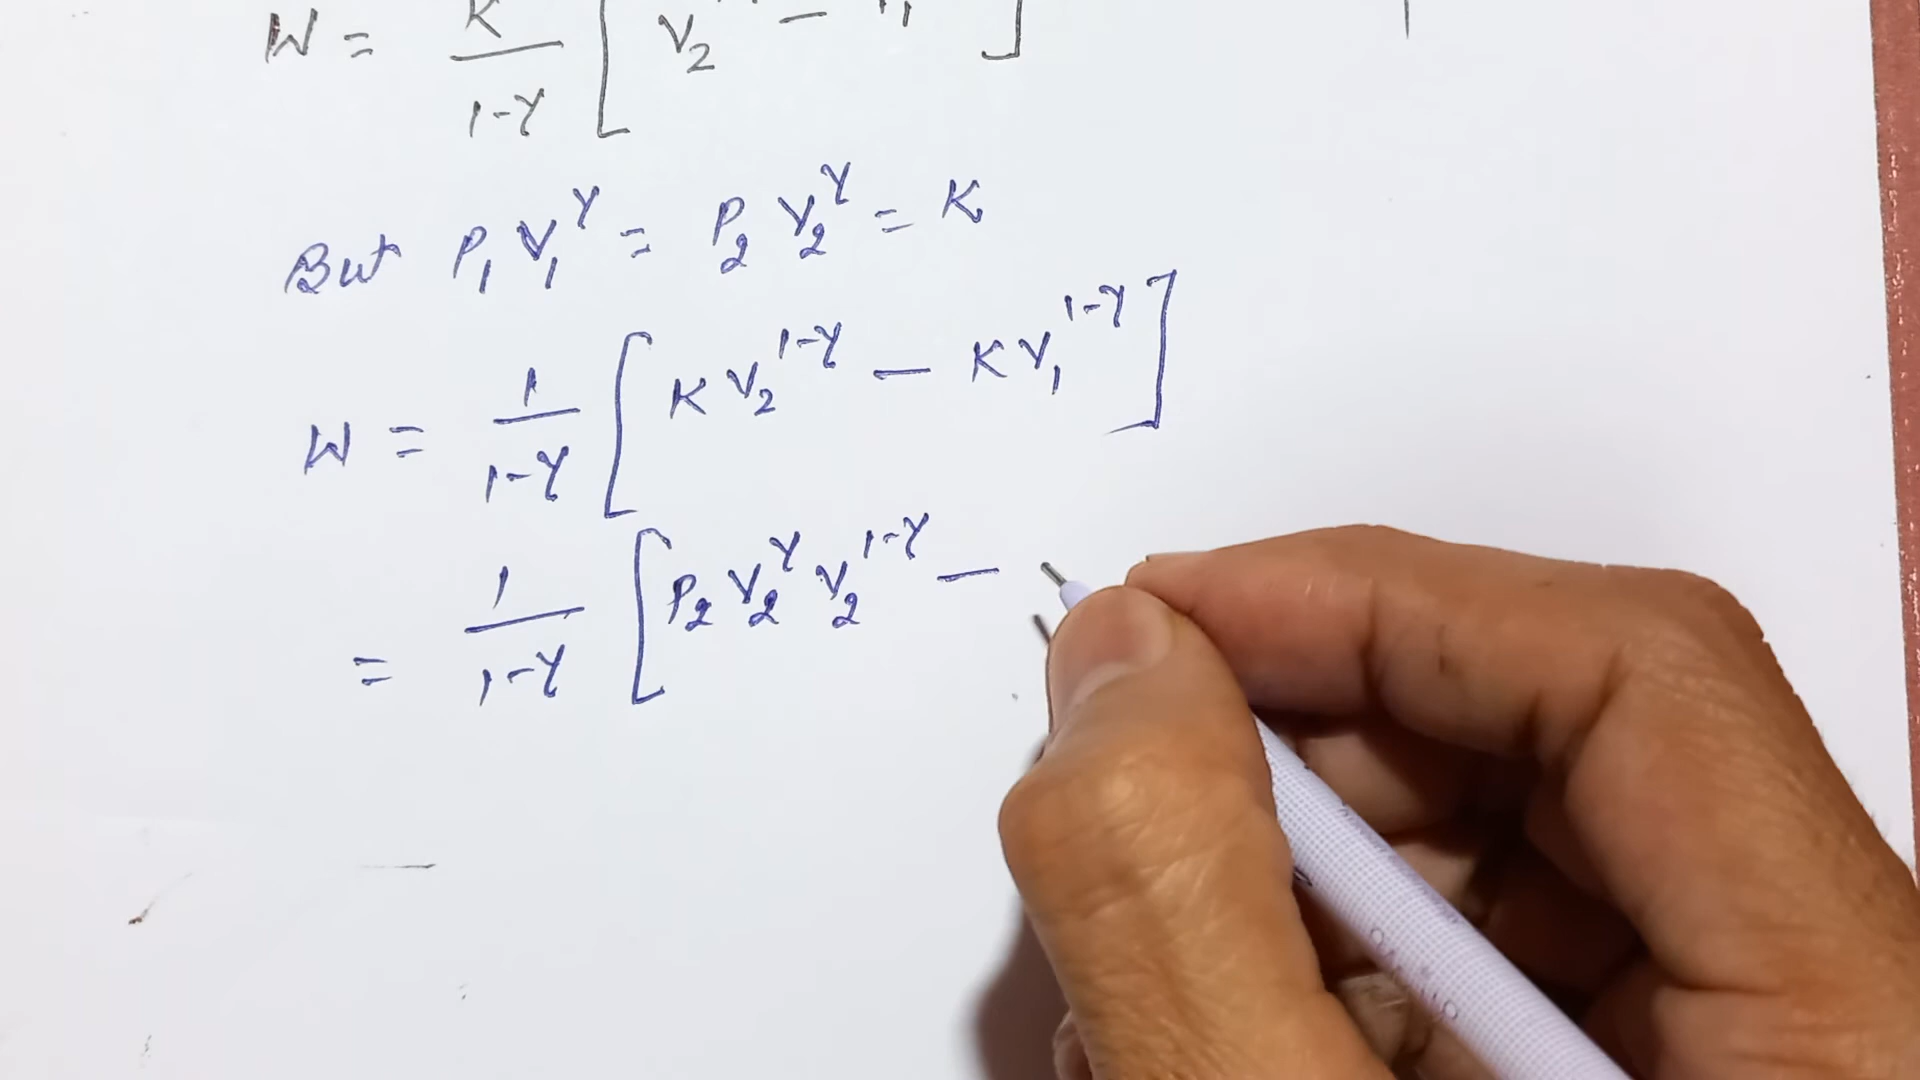 W = K/1-γ [ V₂ - ]
But P₁ V₁^γ = P₂ V₂^γ = K
W = 1/1-γ [ K V₂^1-γ - K V₁^1-γ ]
= 1/1-γ [ P₂ V₂^γ V₂^1-γ -